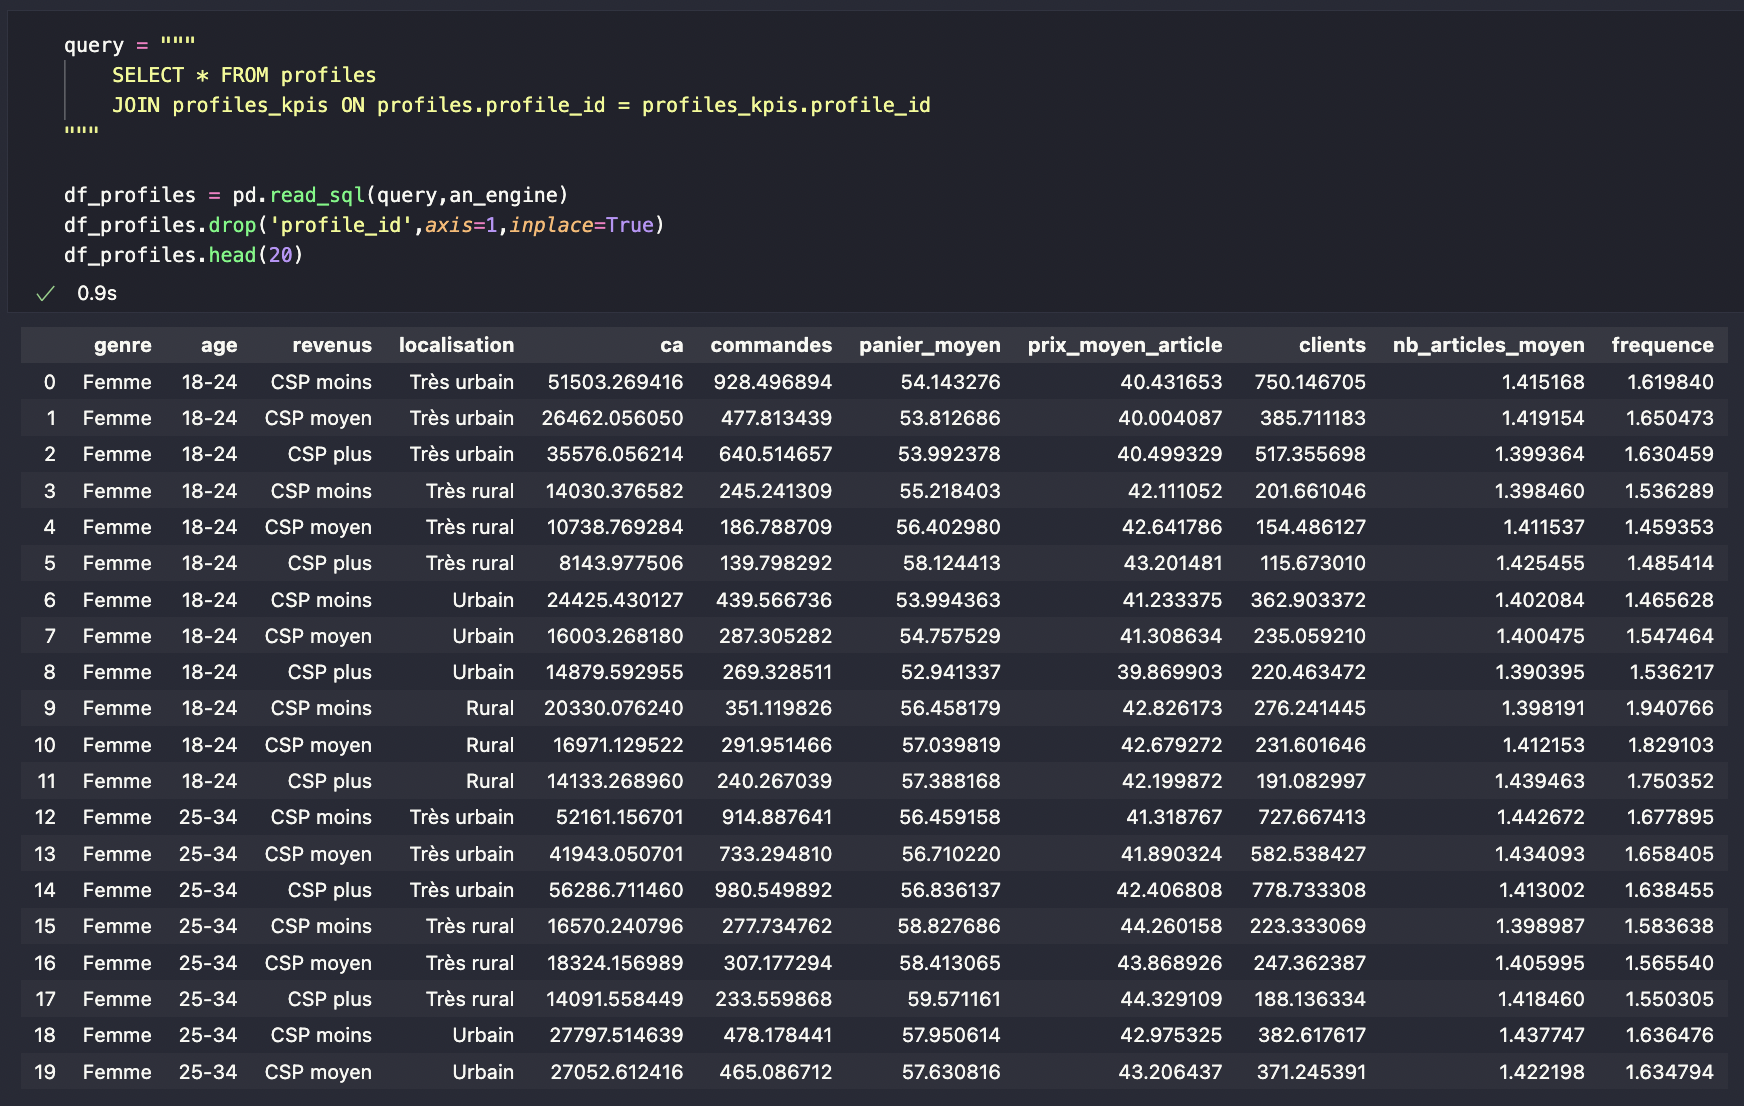 query = """
SELECT * FROM profiles
JOIN profiles_kpis ON profiles.profile_id = profiles_kpis.profile_id
"""
df_profiles = pd.read_sql(query,an_engine)
df_profiles.drop('profile_id',axis=1,inplace=True)
df_profiles.head(20)
✓ 0.9s
genre age revenus localisation ca commandes panier_moyen prix_moyen_article clients nb_articles_moyen frequence
0 Femme 18-24 CSP moins Très urbain 51503.269416 928.496894 54.143276 40.431653 750.146705 1.415168 1.619840
1 Femme 18-24 CSP moyen Très urbain 26462.056050 477.813439 53.812686 40.004087 385.711183 1.419154 1.650473
2 Femme 18-24 CSP plus Très urbain 35576.056214 640.514657 53.992378 40.499329 517.355698 1.399364 1.630459
3 Femme 18-24 CSP moins Très rural 14030.376582 245.241309 55.218403 42.111052 201.661046 1.398460 1.536289
4 Femme 18-24 CSP moyen Très rural 10738.769284 186.788709 56.402980 42.641786 154.486127 1.411537 1.459353
5 Femme 18-24 CSP plus Très rural 8143.977506 139.798292 58.124413 43.201481 115.673010 1.425455 1.485414
6 Femme 18-24 CSP moins Urbain 24425.430127 439.566736 53.994363 41.233375 362.903372 1.402084 1.465628
7 Femme 18-24 CSP moyen Urbain 16003.268180 287.305282 54.757529 41.308634 235.059210 1.400475 1.547464
8 Femme 18-24 CSP plus Urbain 14879.592955 269.328511 52.941337 39.869903 220.463472 1.390395 1.536217
9 Femme 18-24 CSP moins Rural 20330.076240 351.119826 56.458179 42.826173 276.241445 1.398191 1.940766
10 Femme 18-24 CSP moyen Rural 16971.129522 291.951466 57.039819 42.679272 231.601646 1.412153 1.829103
11 Femme 18-24 CSP plus Rural 14133.268960 240.267039 57.388168 42.199872 191.082997 1.439463 1.750352
12 Femme 25-34 CSP moins Très urbain 52161.156701 914.887641 56.459158 41.318767 727.667413 1.442672 1.677895
13 Femme 25-34 CSP moyen Très urbain 41943.050701 733.294810 56.710220 41.890324 582.538427 1.434093 1.658405
14 Femme 25-34 CSP plus Très urbain 56286.711460 980.549892 56.836137 42.406808 778.733308 1.413002 1.638455
15 Femme 25-34 CSP moins Très rural 16570.240796 277.734762 58.827686 44.260158 223.333069 1.398987 1.583638
16 Femme 25-34 CSP moyen Très rural 18324.156989 307.177294 58.413065 43.868926 247.362387 1.405995 1.565540
17 Femme 25-34 CSP plus Très rural 14091.558449 233.559868 59.571161 44.329109 188.136334 1.418460 1.550305
18 Femme 25-34 CSP moins Urbain 27797.514639 478.178441 57.950614 42.975325 382.617617 1.437747 1.636476
19 Femme 25-34 CSP moyen Urbain 27052.612416 465.086712 57.630816 43.206437 371.245391 1.422198 1.634794